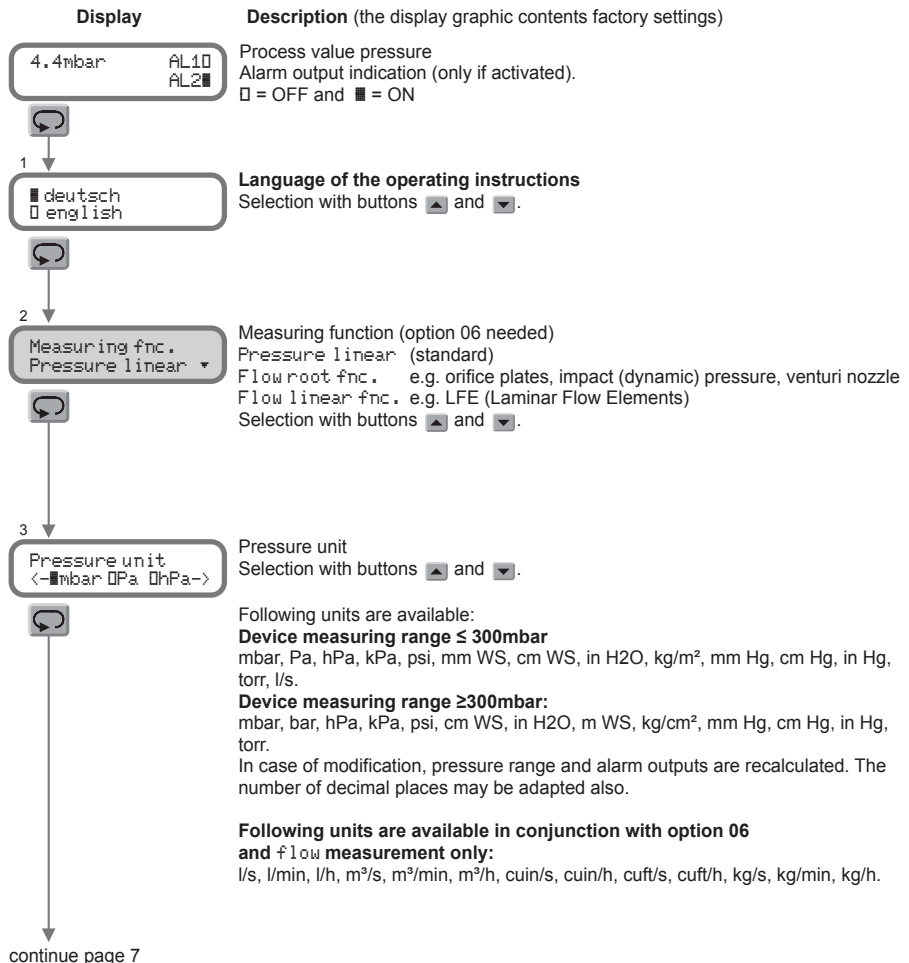 Display Description (the display graphic contents factory settings)
4.4mbar AL1▯
AL2▮
Process value pressure
Alarm output indication (only if activated).
▯ = OFF and ▮ = ON
1
▮ deutsch
▯ english
Language of the operating instructions
Selection with buttons ▲ and ▼.
2
Measuring fnc.
Pressure linear ▼
Measuring function (option 06 needed)
Pressure linear (standard)
Flow root fnc. e.g. orifice plates, impact (dynamic) pressure, venturi nozzle
Flow linear fnc. e.g. LFE (Laminar Flow Elements)
Selection with buttons ▲ and ▼.
3
Pressure unit
<-▮mbar ▯Pa ▯hPa->
Pressure unit
Selection with buttons ▲ and ▼.
Following units are available:
Device measuring range ≤ 300mbar
mbar, Pa, hPa, kPa, psi, mm WS, cm WS, in H2O, kg/m², mm Hg, cm Hg, in Hg,
torr, l/s.
Device measuring range ≥300mbar:
mbar, bar, hPa, kPa, psi, cm WS, in H2O, m WS, kg/cm², mm Hg, cm Hg, in Hg,
torr.
In case of modification, pressure range and alarm outputs are recalculated. The
number of decimal places may be adapted also.
Following units are available in conjunction with option 06
and flow measurement only:
l/s, l/min, l/h, m³/s, m³/min, m³/h, cuin/s, cuin/h, cuft/s, cuft/h, kg/s, kg/min, kg/h.
continue page 7